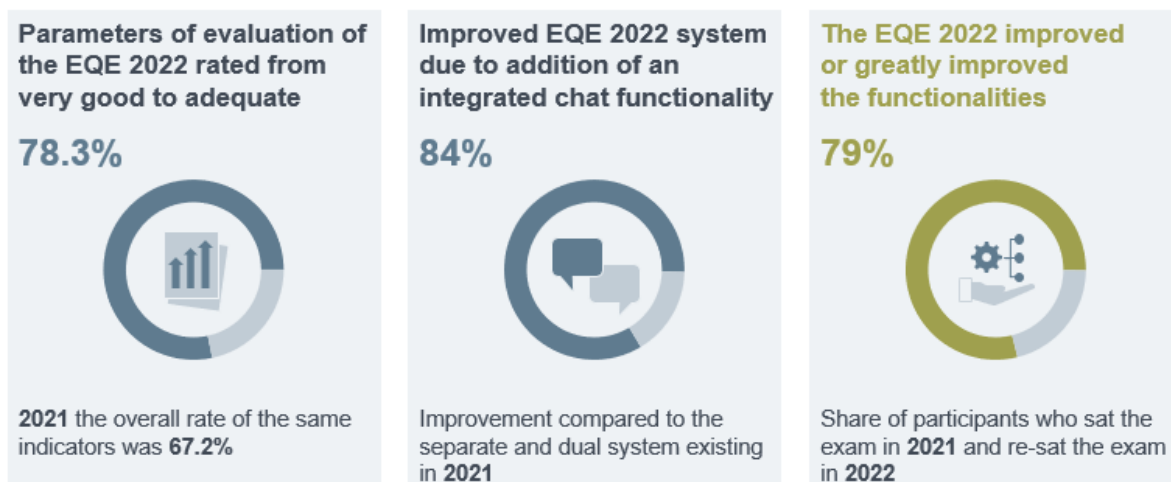 Parameters of evaluation of
the EQE 2022 rated from
very good to adequate
78.3%
2021 the overall rate of the same
indicators was 67.2%
Improved EQE 2022 system
due to addition of an
integrated chat functionality
84%
Improvement compared to the
separate and dual system existing
in 2021
The EQE 2022 improved
or greatly improved
the functionalities
79%
Share of participants who sat the
exam in 2021 and re-sat the exam
in 2022